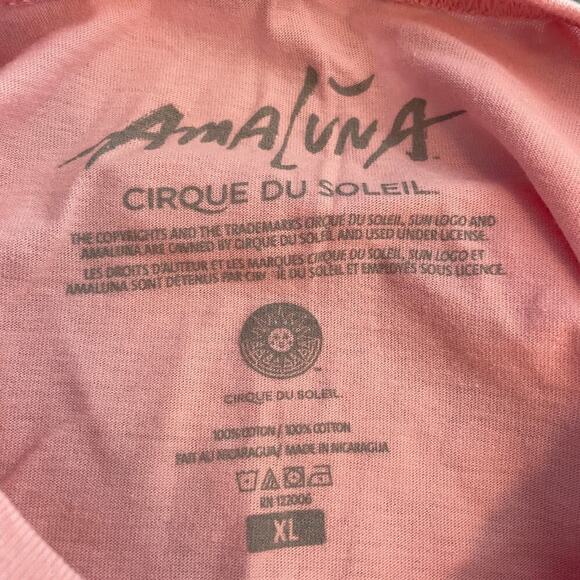 AMALUNA
CIRQUE DU SOLEIL.
THE COPYRIGHTS AND THE TRADEMARKS CIRQUE DU SOLEIL, SUN LOGO AND
AMALUNA ARE OWNED BY CIRQUE DU SOLEIL AND USED UNDER LICENSE.
LES DROITS D'AUTEUR ET LES MARQUES CIRQUE DU SOLEIL, SUN LOGO ET
AMALUNA SONT DETENUS PAR CIR IE DU SOLEIL ET EMPLOYÉS SOUS LICENCE.
CIRQUE DU SOLEIL.
100% COTON / 100% COTTON
FAIT AU NICARAGUA / MADE IN NICARAGUA
RN 122006
XL